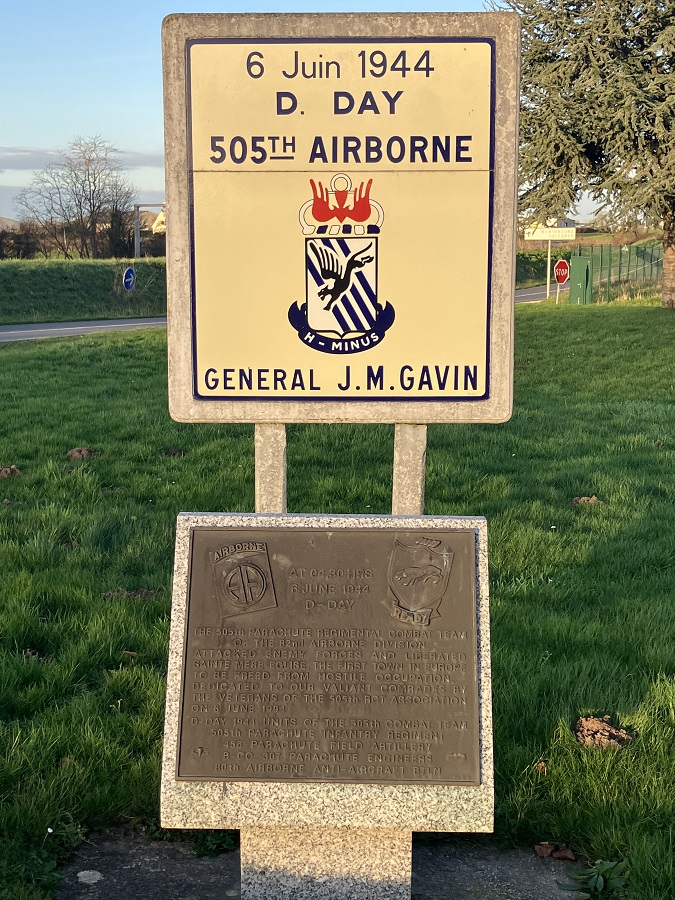 6 Juin 1944
D. DAY
505TH AIRBORNE
H - MINUS
GENERAL J.M. GAVIN
STOP
AIRBORNE
AA
AT 04.30 HRS
6 JUNE 1944
D-DAY
H-MINUS
THE 505th PARACHUTE REGIMENTAL COMBAT TEAM
OF THE 82nd AIRBORNE DIVISION
ATTACKED ENEMY FORCES AND LIBERATED
SAINTE MERE EGLISE THE FIRST TOWN IN EUROPE
TO BE FREED FROM HOSTILE OCCUPATION
DEDICATED TO OUR VALIANT COMRADES BY
THE VETERANS OF THE 505th RCT ASSOCIATION
ON 6 JUNE
D-DAY 1944 UNITS OF THE 505th COMBAT TEAM
505th PARACHUTE INFANTRY REGIMENT
456 PARACHUTE FIELD ARTILLERY
B-CO 307 PARACHUTE ENGINEERS
80th AIRBORNE ANTI-AIRCRAFT BTLN